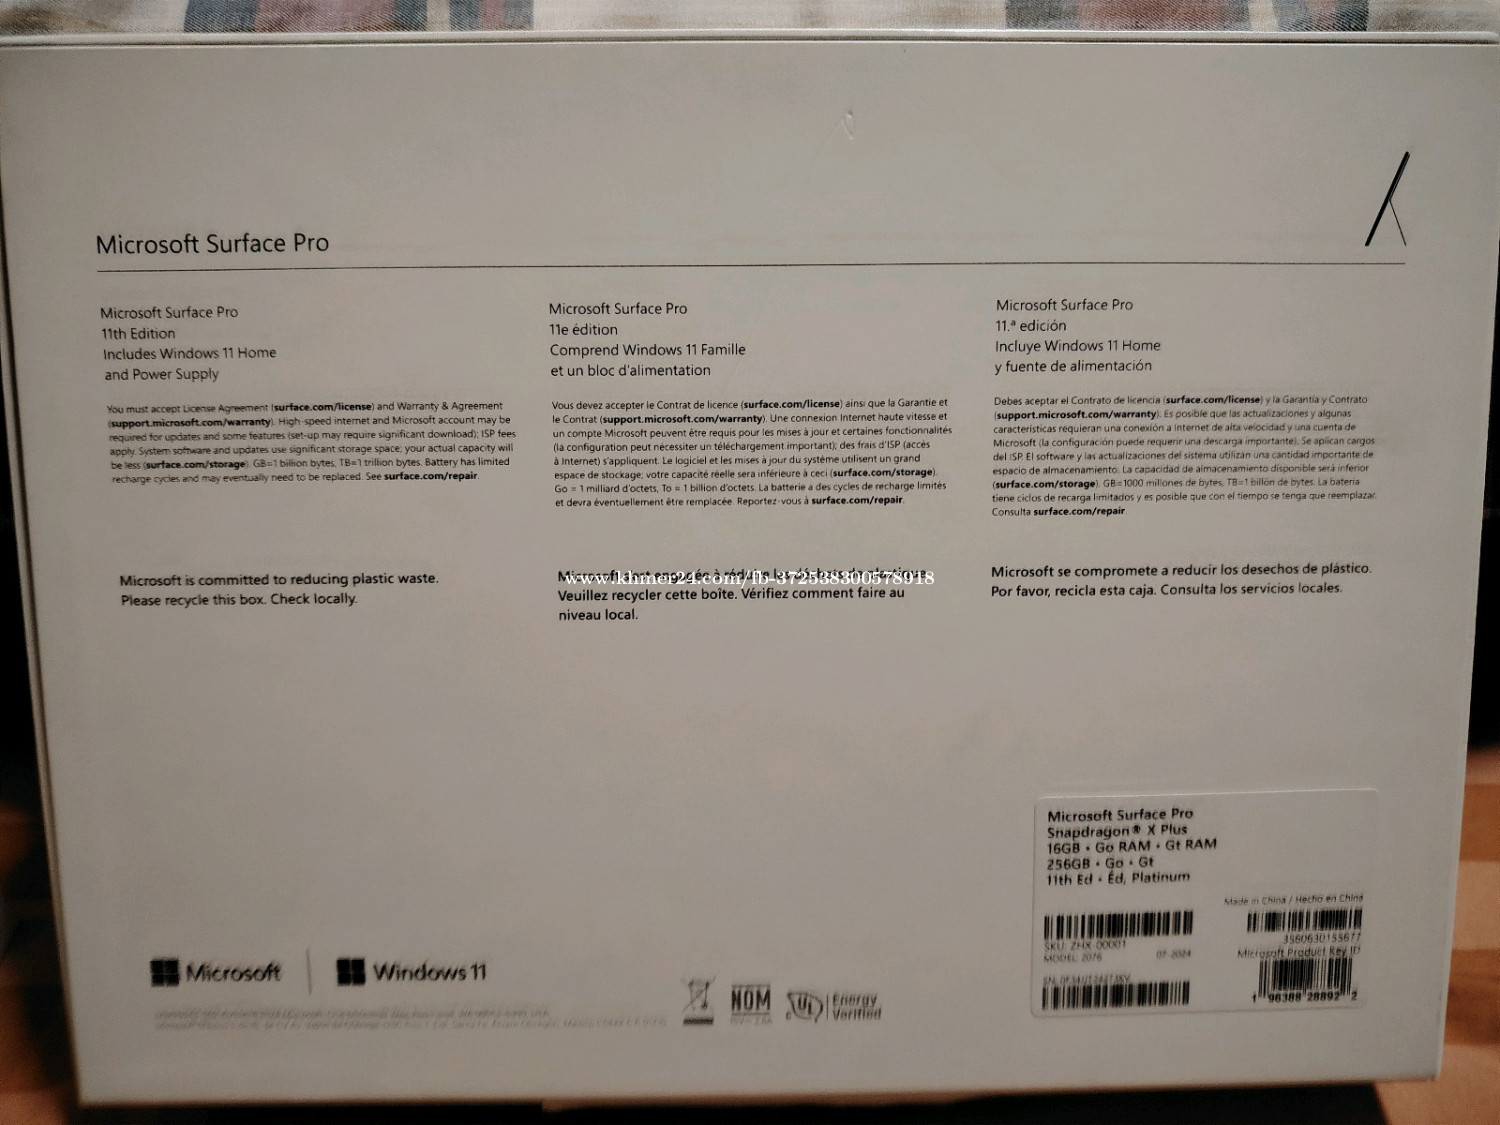 Microsoft Surface Pro
Microsoft Surface Pro
11th Edition
Includes Windows 11 Home
and Power Supply
You must accept License Agreement (surface.com/license) and Warranty & Agreement
(support.microsoft.com/warranty). High-speed internet and Microsoft account may be
required for updates and some features (set-up may require significant download); ISP fees
apply. System software and updates use significant storage space; your actual capacity will
be less (surface.com/storage). GB=1 billion bytes, TB=1 trillion bytes. Battery has limited
recharge cycles and may eventually need to be replaced. See surface.com/repair.
Microsoft is committed to reducing plastic waste.
Please recycle this box. Check locally.
Microsoft Surface Pro
11e édition
Comprend Windows 11 Famille
et un bloc d'alimentation
Vous devez accepter le Contrat de licence (surface.com/license) ainsi que la Garantie et
le Contrat (support.microsoft.com/warranty). Une connexion Internet haute vitesse et
un compte Microsoft peuvent être requis pour les mises à jour et certaines fonctionnalités
(la configuration peut nécessiter un téléchargement important); des frais d'ISP (accès
à Internet) s'appliquent. Le logiciel et les mises à jour du système utilisent un grand
espace de stockage; votre capacité réelle sera inférieure à ceci (surface.com/storage).
Go = 1 milliard d'octets, To = 1 billion d'octets. La batterie a des cycles de recharge limités
et devra éventuellement être remplacée. Reportez-vous à surface.com/repair.
www.khmer24.com/fb-372538300578918
Veuillez recycler cette boîte. Vérifiez comment faire au
niveau local.
Microsoft Surface Pro
11.ª edición
Incluye Windows 11 Home
y fuente de alimentación
Debes aceptar el Contrato de licencia (surface.com/license) y la Garantía y Contrato
(support.microsoft.com/warranty). Es posible que las actualizaciones y algunas
características requieran una conexión a Internet de alta velocidad y una cuenta de
Microsoft (la configuración puede requerir una descarga importante). Se aplican cargos
del ISP. El software y las actualizaciones del sistema utilizan una cantidad importante de
espacio de almacenamiento. La capacidad de almacenamiento disponible será inferior
(surface.com/storage). GB=1000 millones de bytes, TB=1 billón de bytes. La batería
tiene ciclos de recarga limitados y es posible que con el tiempo se tenga que reemplazar.
Consulta surface.com/repair.
Microsoft se compromete a reducir los desechos de plástico.
Por favor, recicla esta caja. Consulta los servicios locales.
Microsoft Surface Pro
Snapdragon® X Plus
16GB • Go RAM • Gt RAM
256GB • Go • Gt
11th Ed • Éd, Platinum
Made in China / Hecho en China
SKU: ZHX-00001
MODEL: 2076 07-2024
3560630155677
Microsoft Product Key ID
1 96388 28892 2
Microsoft
Windows 11
NOM
UL Energy
Verified